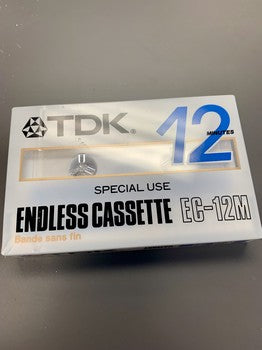 TDK® 12
MINUTES
SPECIAL USE
ENDLESS CASSETTE EC-12M
Bande sans fin